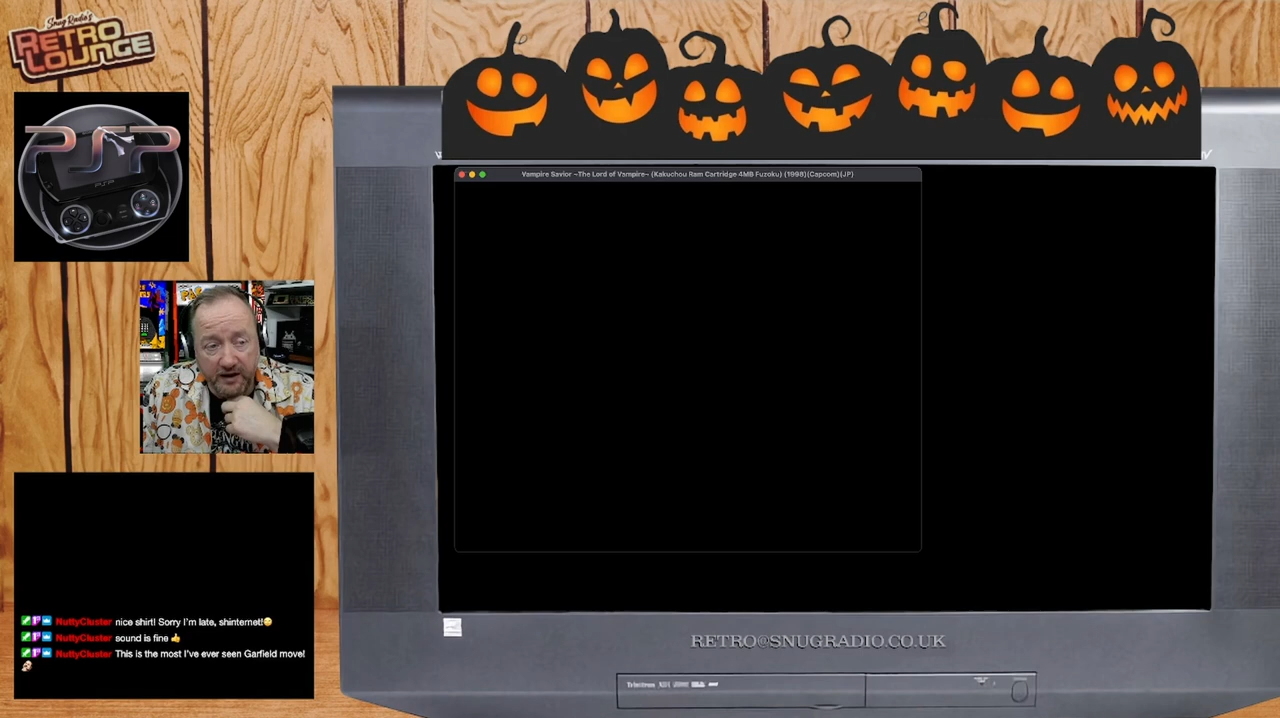 Snug Radio's
RETRO
LOUNGE
PSP
Vampire Savior ~The Lord of Vampire~ (Kakuchou Ram Cartridge 4MB Fuzoku) (1998)(Capcom)(JP)
NuttyCluster nice shirt! Sorry I'm late, shinternet!
NuttyCluster sound is fine
NuttyCluster This is the most I've ever seen Garfield move!
RETRO@SNUGRADIO.CO.UK